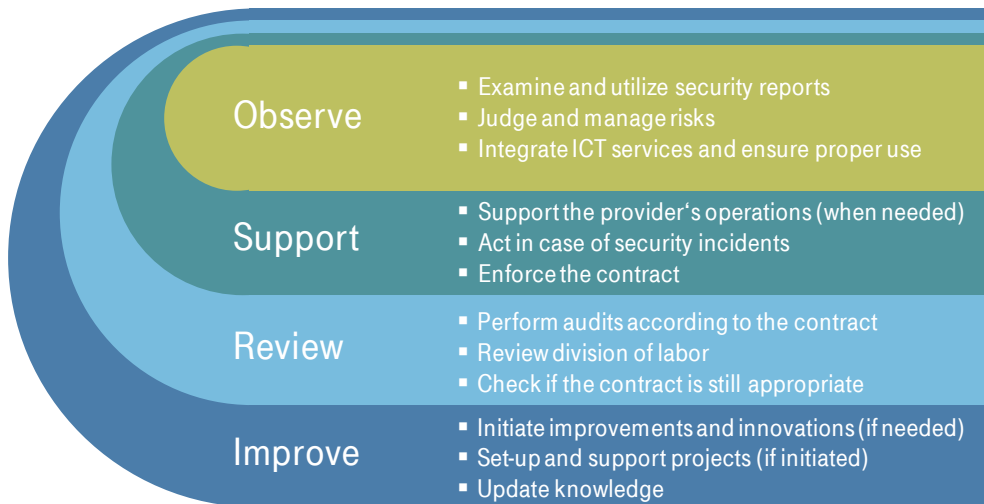 Observe
▪ Examine and utilize security reports
▪ Judge and manage risks
▪ Integrate ICT services and ensure proper use
Support
▪ Support the provider‘s operations (when needed)
▪ Act in case of security incidents
▪ Enforce the contract
Review
▪ Perform audits according to the contract
▪ Review division of labor
▪ Check if the contract is still appropriate
Improve
▪ Initiate improvements and innovations (if needed)
▪ Set-up and support projects (if initiated)
▪ Update knowledge